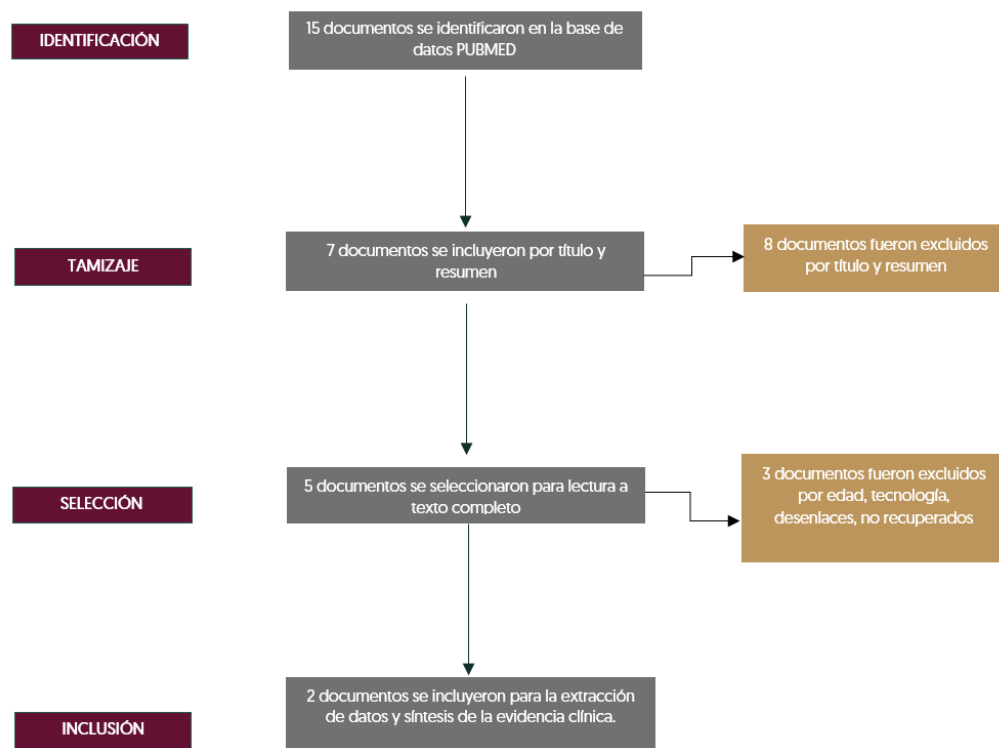 IDENTIFICACIÓN
15 documentos se identificaron en la base de
datos PUBMED
TAMIZAJE
7 documentos se incluyeron por título y
resumen
8 documentos fueron excluidos
por título y resumen
SELECCIÓN
5 documentos se seleccionaron para lectura a
texto completo
3 documentos fueron excluidos
por edad, tecnología,
desenlaces, no recuperados
INCLUSIÓN
2 documentos se incluyeron para la extracción
de datos y síntesis de la evidencia clínica.